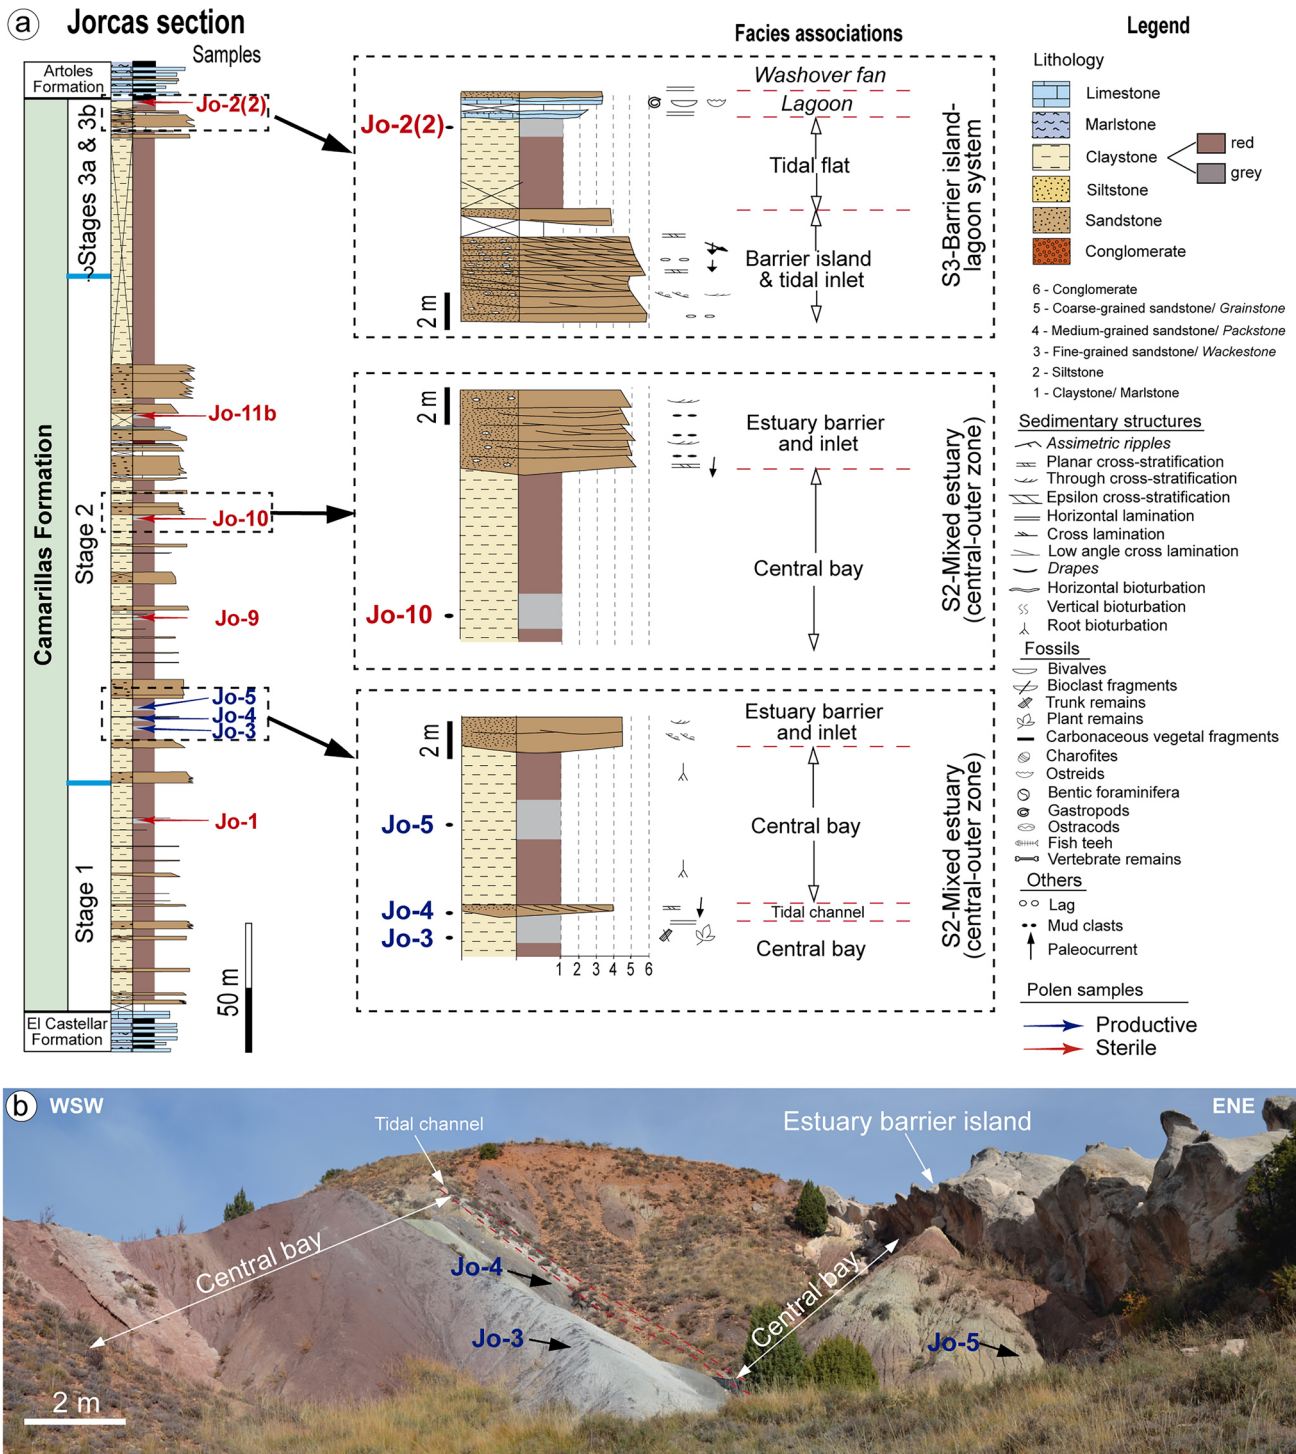 a
Jorcas section
Samples
Facies associations
Legend
Artoles
Formation
Camarillas Formation
?Stages 3a & 3b
Stage 2
Stage 1
El Castellar
Formation
Jo-2(2)
Jo-11b
Jo-10
Jo-9
Jo-5
Jo-4
Jo-3
Jo-1
50 m
Jo-2(2)
2 m
Washover fan
Lagoon
Tidal flat
Barrier island
& tidal inlet
S3-Barrier island-
lagoon system
2 m
Jo-10
Estuary barrier
and inlet
Central bay
S2-Mixed estuary
(central-outer zone)
2 m
Jo-5
Jo-4
Jo-3
1 2 3 4 5 6
Estuary barrier
and inlet
Central bay
Tidal channel
Central bay
S2-Mixed estuary
(central-outer zone)
Lithology
Limestone
Marlstone
Claystone
red
grey
Siltstone
Sandstone
Conglomerate
6 - Conglomerate
5 - Coarse-grained sandstone/ Grainstone
4 - Medium-grained sandstone/ Packstone
3 - Fine-grained sandstone/ Wackestone
2 - Siltstone
1 - Claystone/ Marlstone
Sedimentary structures
Assimetric ripples
Planar cross-stratification
Through cross-stratification
Epsilon cross-stratification
Horizontal lamination
Cross lamination
Low angle cross lamination
Drapes
Horizontal bioturbation
Vertical bioturbation
Root bioturbation
Fossils
Bivalves
Bioclast fragments
Trunk remains
Plant remains
Carbonaceous vegetal fragments
Charofites
Ostreids
Bentic foraminifera
Gastropods
Ostracods
Fish teeh
Vertebrate remains
Others
Lag
Mud clasts
Paleocurrent
Polen samples
Productive
Sterile
b
WSW
ENE
Tidal channel
Estuary barrier island
Central bay
Jo-4
Jo-3
Central bay
Jo-5
2 m